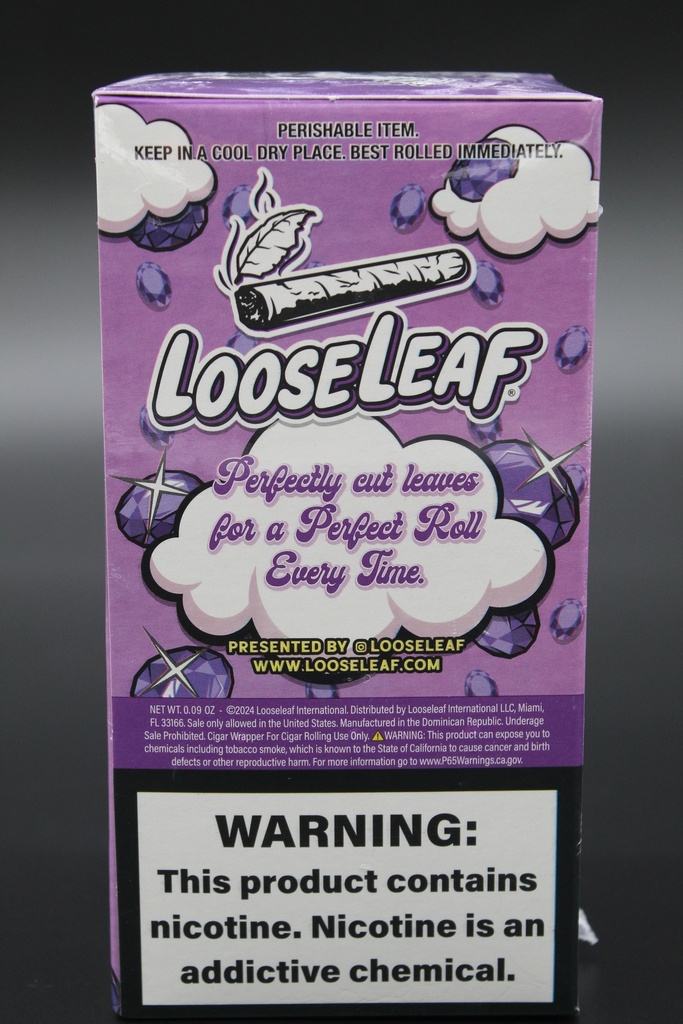 PERISHABLE ITEM.
KEEP IN A COOL DRY PLACE. BEST ROLLED IMMEDIATELY.
LOOSELEAF®
Perfectly cut leaves
for a Perfect Roll
Every Time.
PRESENTED BY @LOOSELEAF
WWW.LOOSELEAF.COM
NET WT. 0.09 OZ - ©2024 Looseleaf International. Distributed by Looseleaf International LLC, Miami,
FL 33166. Sale only allowed in the United States. Manufactured in the Dominican Republic. Underage
Sale Prohibited. Cigar Wrapper For Cigar Rolling Use Only. ⚠WARNING: This product can expose you to
chemicals including tobacco smoke, which is known to the State of California to cause cancer and birth
defects or other reproductive harm. For more information go to www.P65Warnings.ca.gov.
WARNING:
This product contains
nicotine. Nicotine is an
addictive chemical.